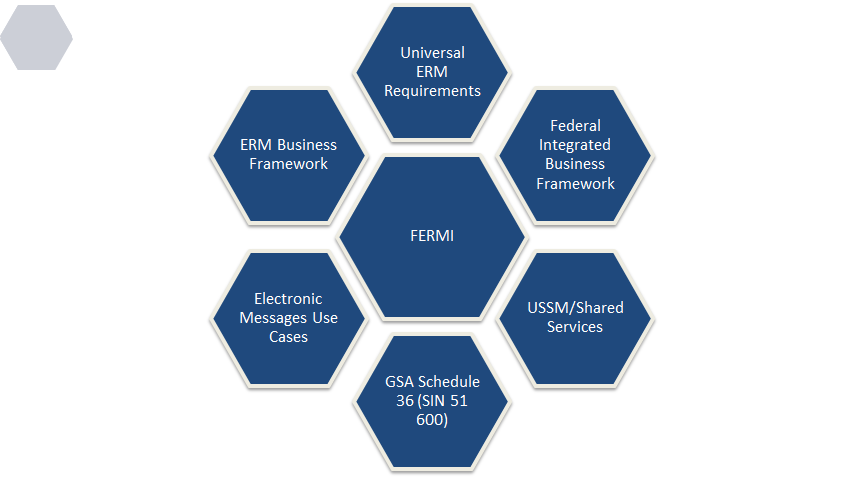 Universal
ERM
Requirements
Federal
Integrated
Business
Framework
ERM Business
Framework
FERMI
Electronic
Messages Use
Cases
USSM/Shared
Services
GSA Schedule
36 (SIN 51
600)